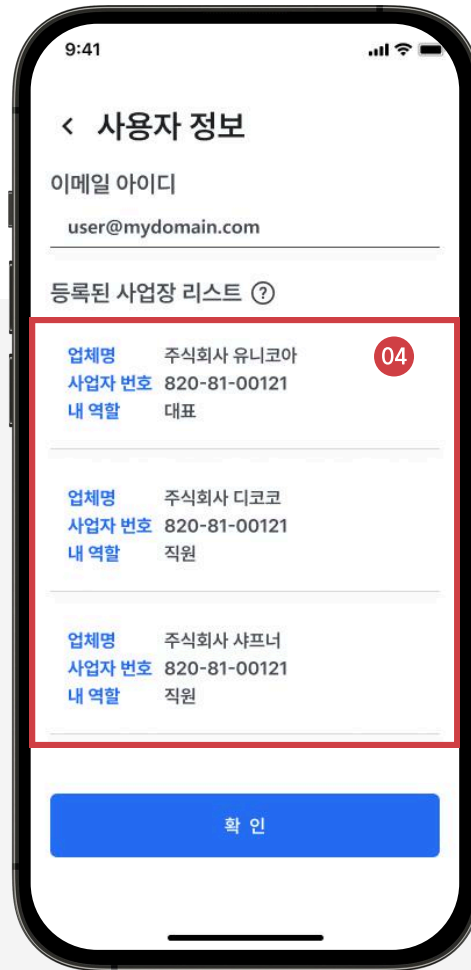 9:41
< 사용자 정보
이메일 아이디
user@mydomain.com
등록된 사업장 리스트 ?
04
업체명 주식회사 유니코아
사업자 번호 820-81-00121
내 역할 대표
업체명 주식회사 디코코
사업자 번호 820-81-00121
내 역할 직원
업체명 주식회사 샤프너
사업자 번호 820-81-00121
내 역할 직원
확 인